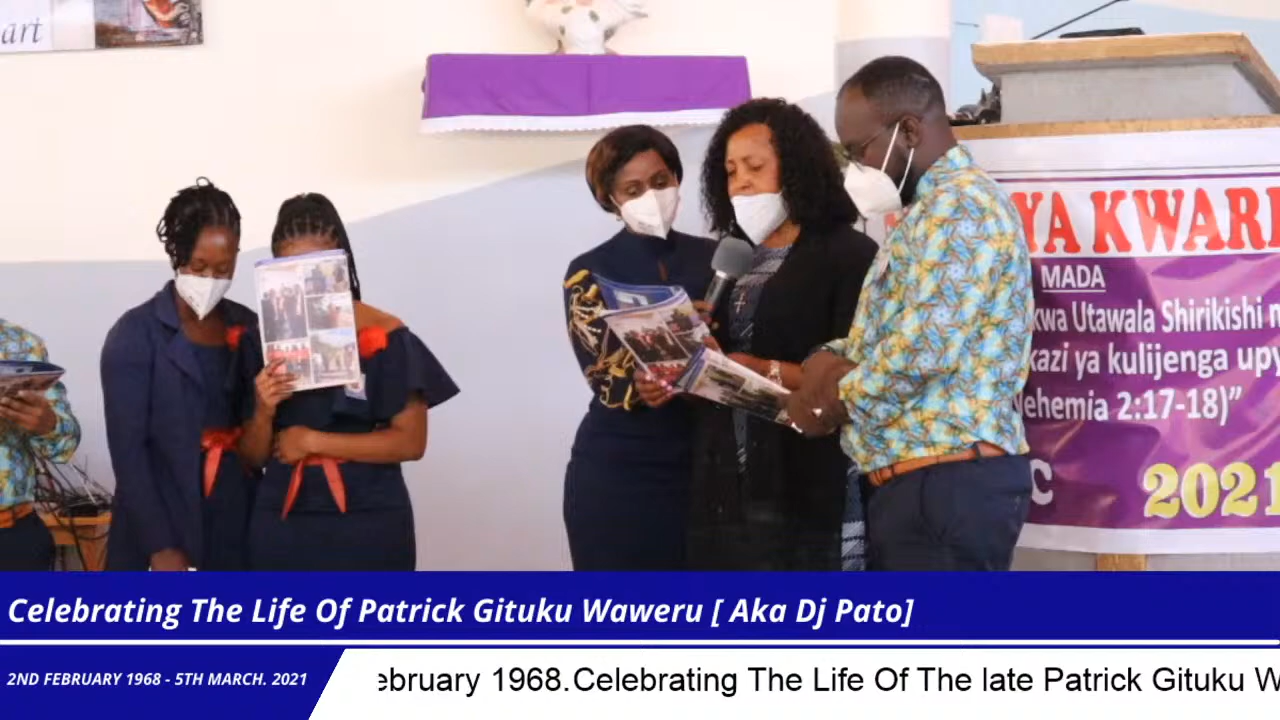 art
YA KWARE
MADA
kwa Utawala Shirikishi
kazi ya kulijenga upy
Nehemia 2:17-18)”
C 2021
Celebrating The Life Of Patrick Gituku Waweru [ Aka Dj Pato]
2ND FEBRUARY 1968 - 5TH MARCH. 2021
ebruary 1968.Celebrating The Life Of The late Patrick Gituku W